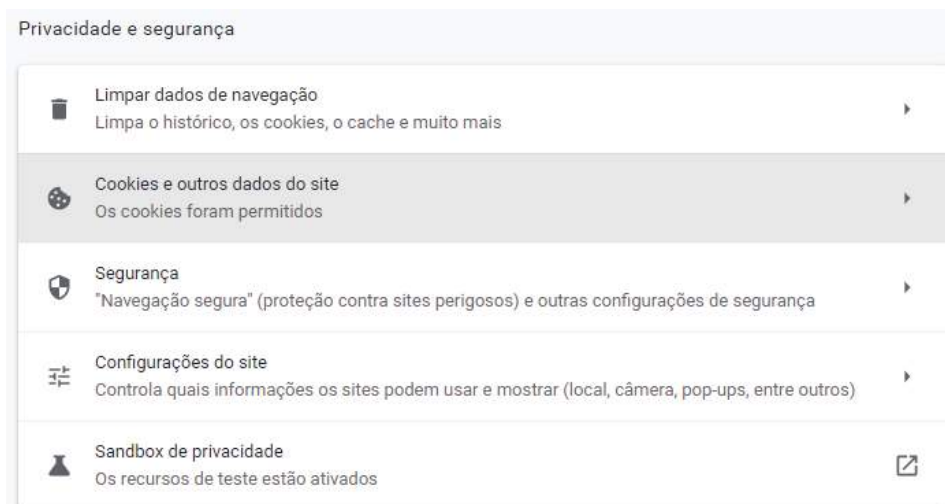 Privacidade e segurança
Limpar dados de navegação
Limpa o histórico, os cookies, o cache e muito mais
Cookies e outros dados do site
Os cookies foram permitidos
Segurança
"Navegação segura" (proteção contra sites perigosos) e outras configurações de segurança
Configurações do site
Controla quais informações os sites podem usar e mostrar (local, câmera, pop-ups, entre outros)
Sandbox de privacidade
Os recursos de teste estão ativados